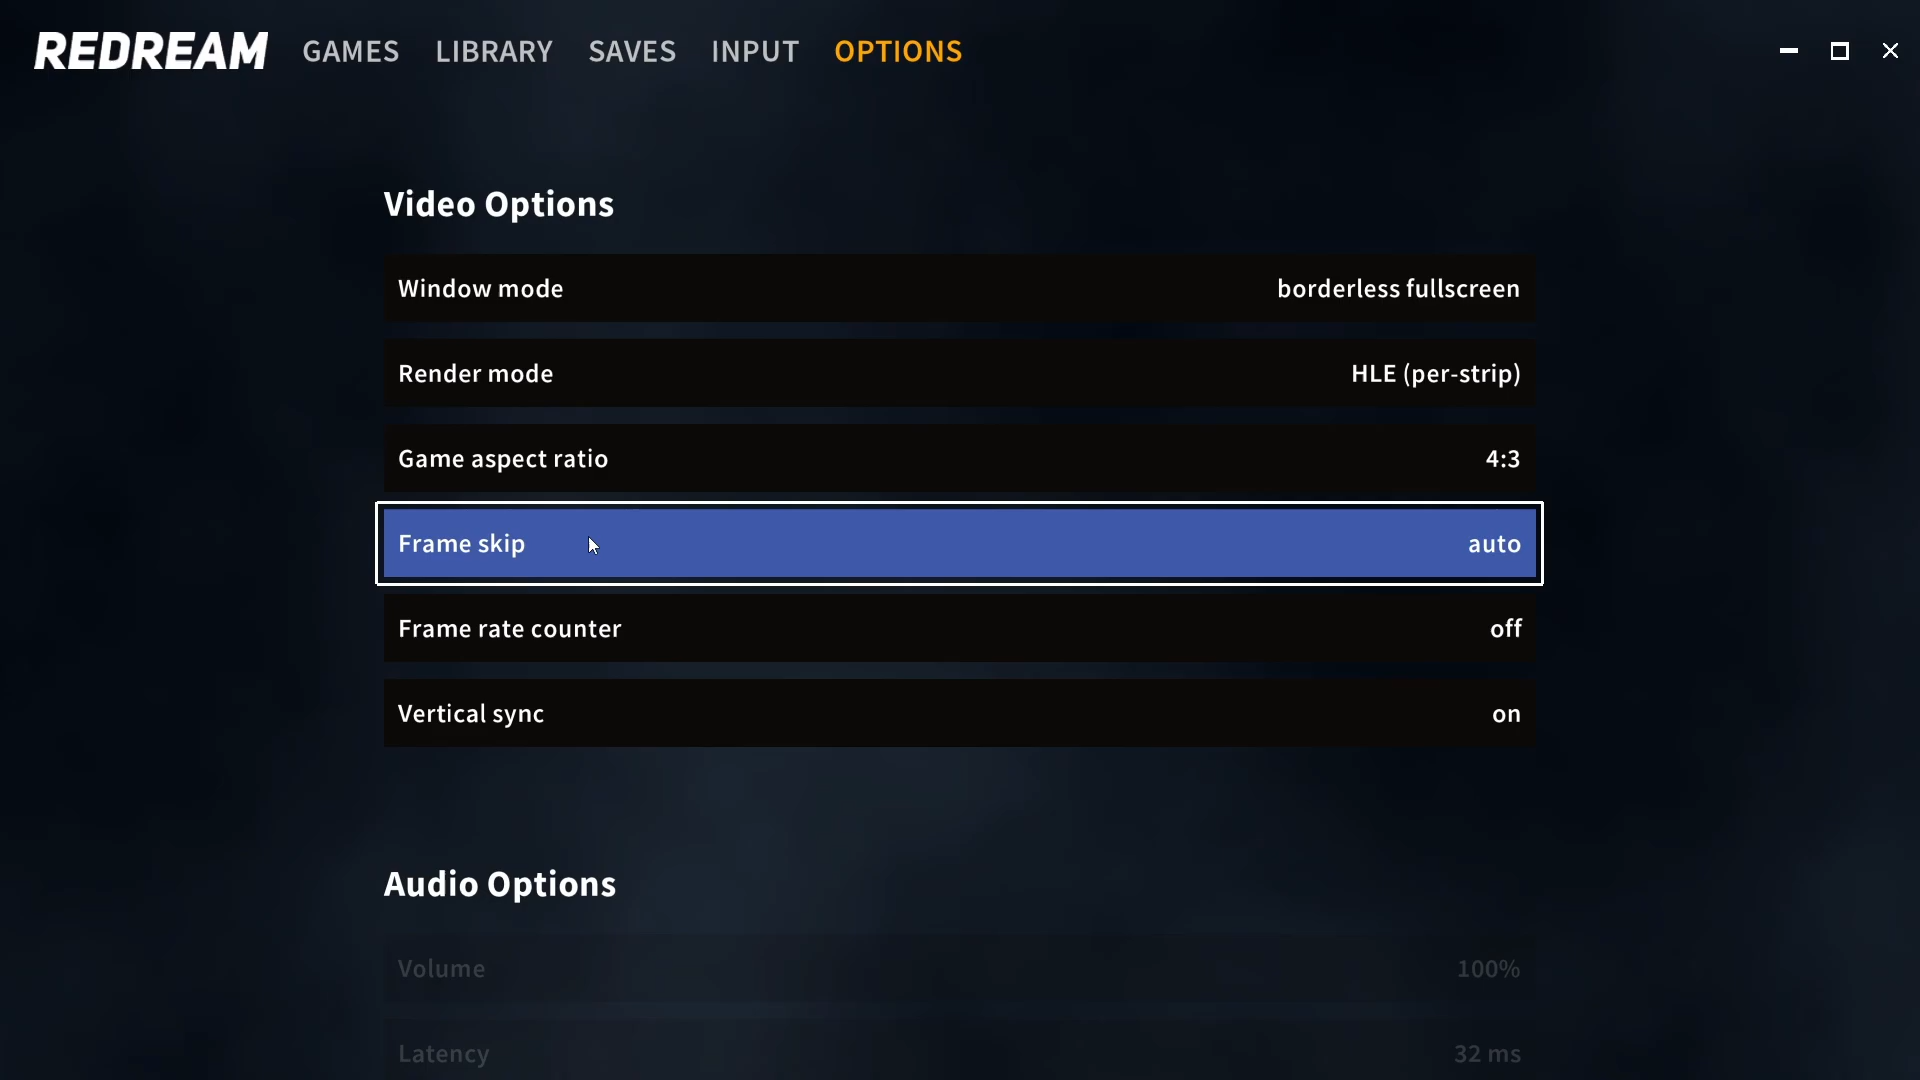 REDREAM GAMES LIBRARY SAVES INPUT OPTIONS
Video Options
Window mode borderless fullscreen
Render mode HLE (per-strip)
Game aspect ratio 4:3
Frame skip auto
Frame rate counter off
Vertical sync on
Audio Options
Volume 100%
Latency 32 ms